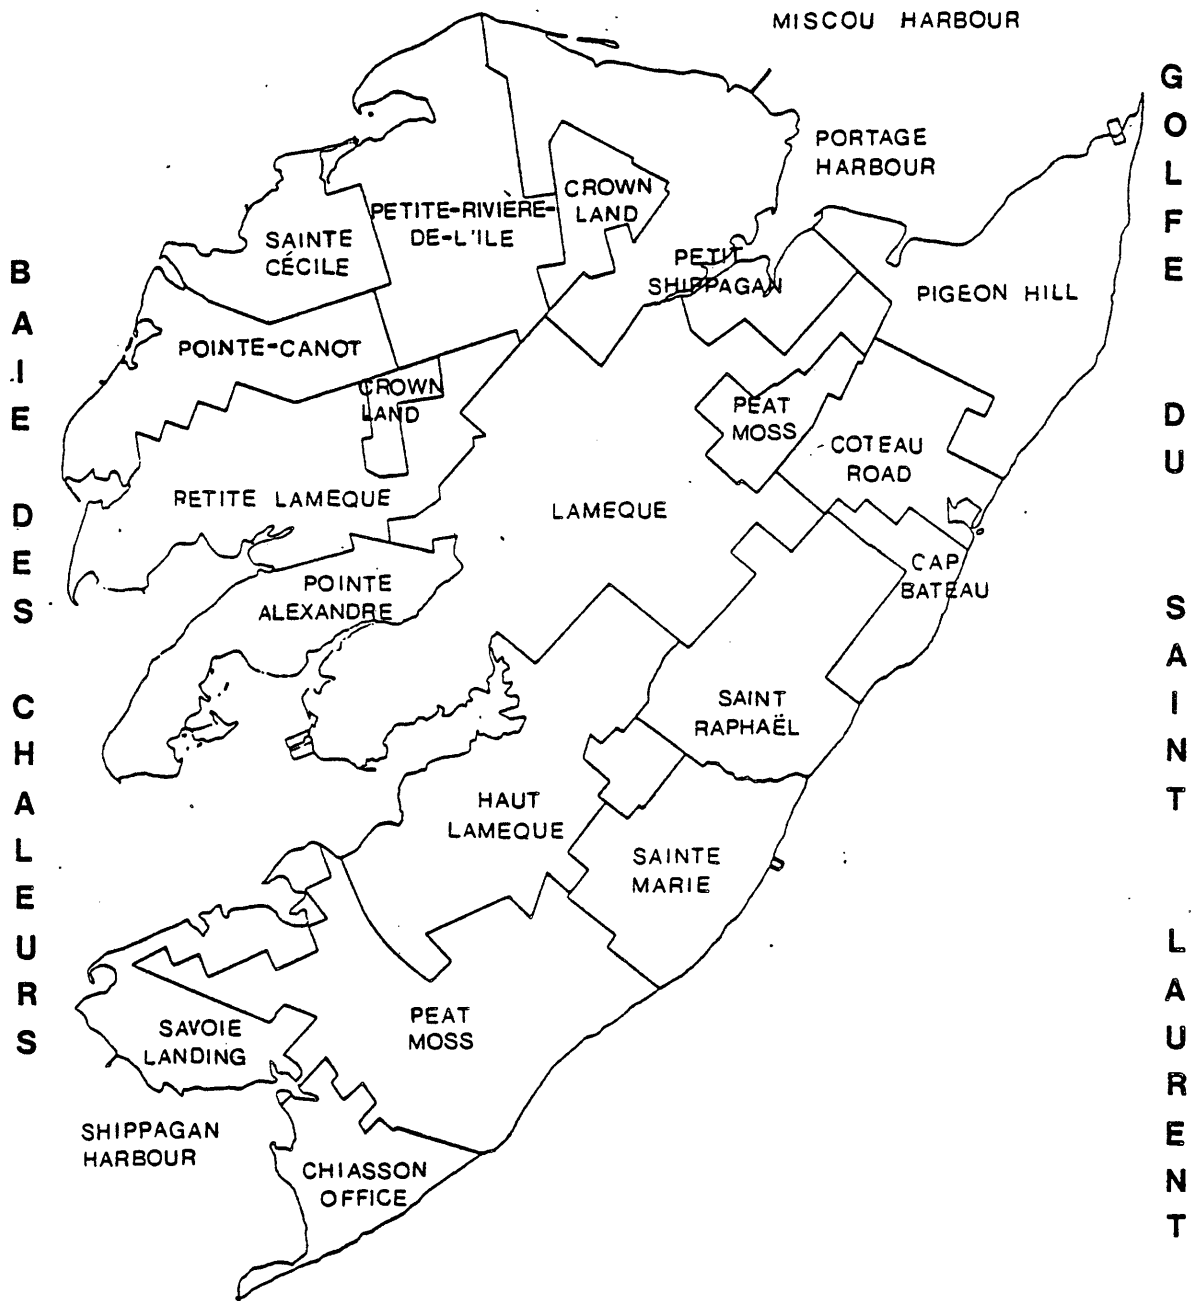 MISCOU HARBOUR
PORTAGE
HARBOUR
CROWN
LAND
PETITE-RIVIÈRE-
DE-L'ILE
SAINTE
CÉCILE
PETIT
SHIPPAGAN
PIGEON HILL
POINTE-CANOT
CROWN
LAND
PEAT
MOSS
COTEAU
ROAD
PETITE LAMEQUE
LAMEQUE
CAP
BATEAU
POINTE
ALEXANDRE
SAINT
RAPHAËL
HAUT
LAMEQUE
SAINTE
MARIE
PEAT
MOSS
SAVOIE
LANDING
SHIPPAGAN
HARBOUR
CHIASSON
OFFICE
BAIE DES CHALEURS
GOLFE DU SAINT LAURENT